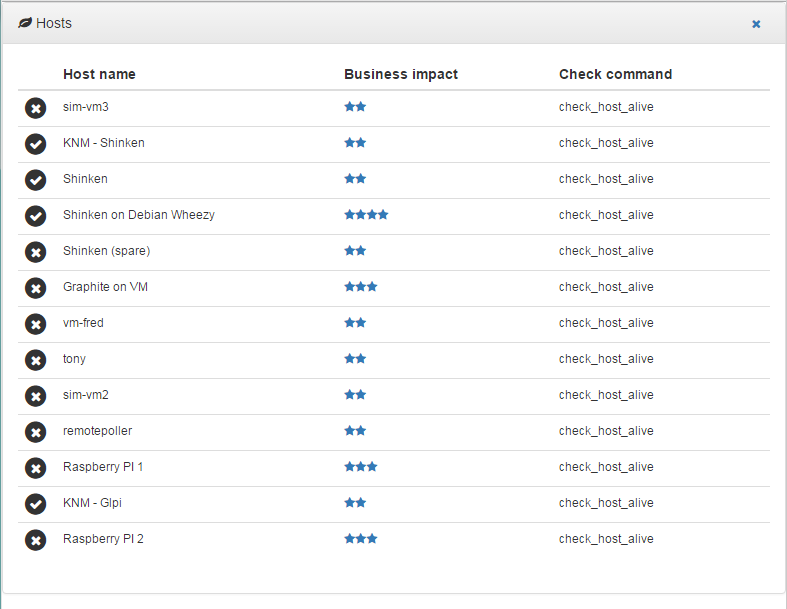 Hosts
Host name Business impact Check command
sim-vm3 check_host_alive
KNM - Shinken check_host_alive
Shinken check_host_alive
Shinken on Debian Wheezy check_host_alive
Shinken (spare) check_host_alive
Graphite on VM check_host_alive
vm-fred check_host_alive
tony check_host_alive
sim-vm2 check_host_alive
remotepoller check_host_alive
Raspberry PI 1 check_host_alive
KNM - Glpi check_host_alive
Raspberry PI 2 check_host_alive